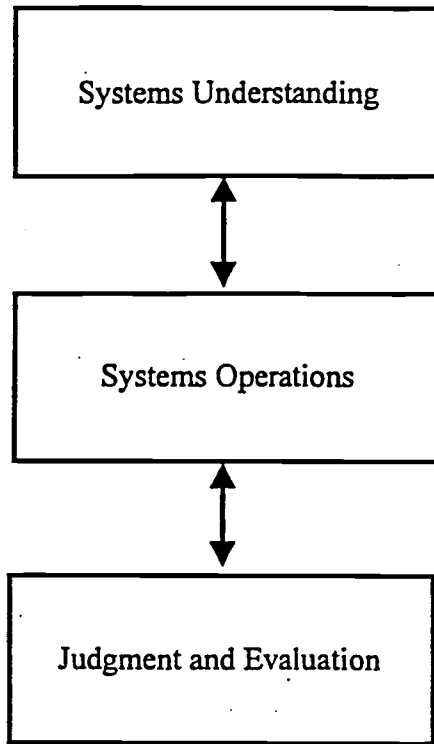 Systems Understanding
Systems Operations
Judgment and Evaluation